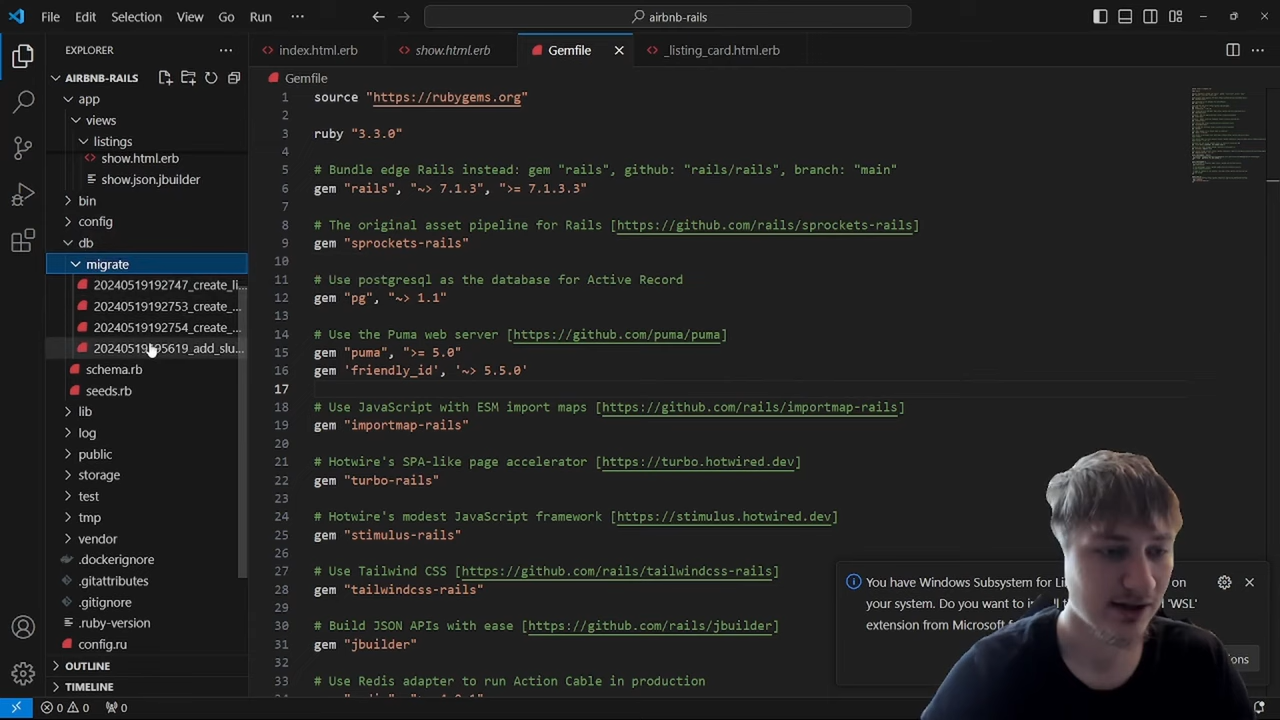 File Edit Selection View Go Run ··· airbnb-rails
EXPLORER ···
AIRBNB-RAILS
app
views
listings
show.html.erb
show.json.jbuilder
bin
config
db
migrate
20240519192747_create_li...
20240519192753_create_...
20240519192754_create_...
_add_slu...
schema.rb
seeds.rb
lib
log
public
storage
test
tmp
vendor
.dockerignore
.gitattributes
.gitignore
.ruby-version
config.ru
OUTLINE
TIMELINE
0 0 0
index.html.erb show.html.erb Gemfile _listing_card.html.erb
Gemfile
1 source "https://rubygems.org"
2
3 ruby "3.3.0"
4
5 # Bundle edge Rails instead: gem "rails", github: "rails/rails", branch: "main"
6 gem "rails", "~> 7.1.3", ">= 7.1.3.3"
7
8 # The original asset pipeline for Rails [https://github.com/rails/sprockets-rails]
9 gem "sprockets-rails"
10
11 # Use postgresql as the database for Active Record
12 gem "pg", "~> 1.1"
13
14 # Use the Puma web server [https://github.com/puma/puma]
15 gem "puma", ">= 5.0"
16 gem 'friendly_id', '~> 5.5.0'
17
18 # Use JavaScript with ESM import maps [https://github.com/rails/importmap-rails]
19 gem "importmap-rails"
20
21 # Hotwire's SPA-like page accelerator [https://turbo.hotwired.dev]
22 gem "turbo-rails"
23
24 # Hotwire's modest JavaScript framework [https://stimulus.hotwired.dev]
25 gem "stimulus-rails"
26
27 # Use Tailwind CSS [https://github.com/rails/tailwindcss-rails]
28 gem "tailwindcss-rails"
29
30 # Build JSON APIs with ease [https://github.com/rails/jbuilder]
31 gem "jbuilder"
32
33 # Use Redis adapter to run Action Cable in production
You have Windows Subsystem for on
your system. Do you want to 'WSL'
extension from Microsoft